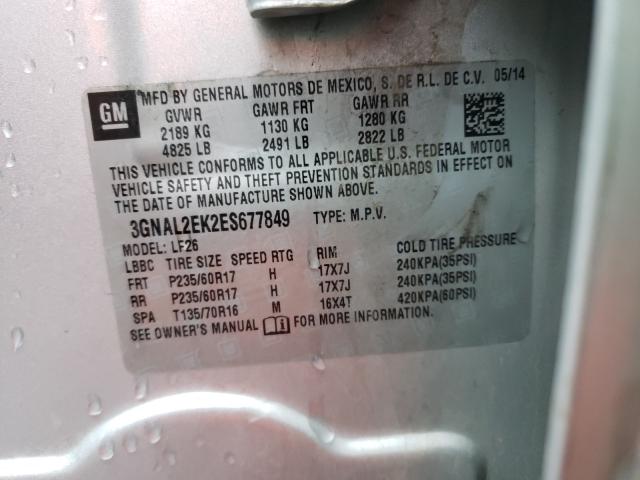 GM
MFD BY GENERAL MOTORS DE MEXICO, S. DE R.L. DE C.V. 05/14
GVWR GAWR FRT GAWR RR
2189 KG 1130 KG 1280 KG
4825 LB 2491 LB 2822 LB
THIS VEHICLE CONFORMS TO ALL APPLICABLE U.S. FEDERAL MOTOR
VEHICLE SAFETY AND THEFT PREVENTION STANDARDS IN EFFECT ON
THE DATE OF MANUFACTURE SHOWN ABOVE.
3GNAL2EK2ES677849 TYPE: M.P.V.
MODEL: LF26
LBBC TIRE SIZE SPEED RTG RIM COLD TIRE PRESSURE
FRT P235/60R17 H 17X7J 240KPA(35PSI)
RR P235/60R17 H 17X7J 240KPA(35PSI)
SPA T135/70R16 M 16X4T 420KPA(60PSI)
SEE OWNER'S MANUAL FOR MORE INFORMATION.